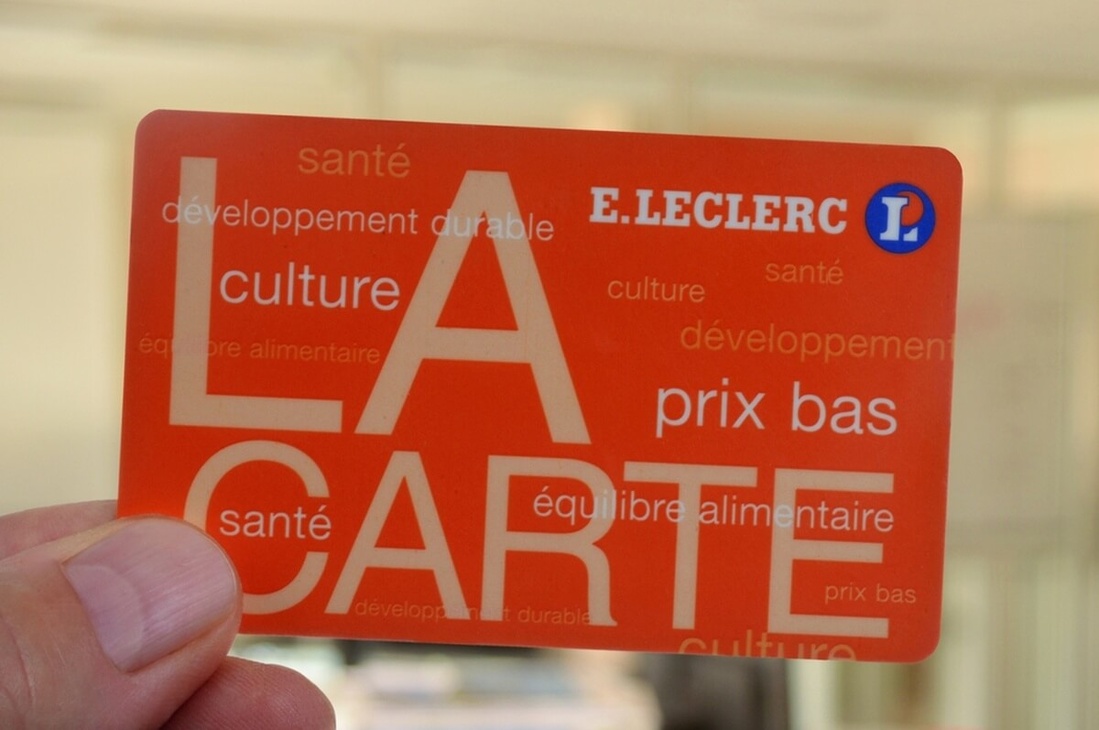 santé
développement durable
E.LECLERC L
culture
santé
culture
équilibre alimentaire
développement
prix bas
LA
équilibre alimentaire
santé
prix bas
développement durable
CARTE
culture